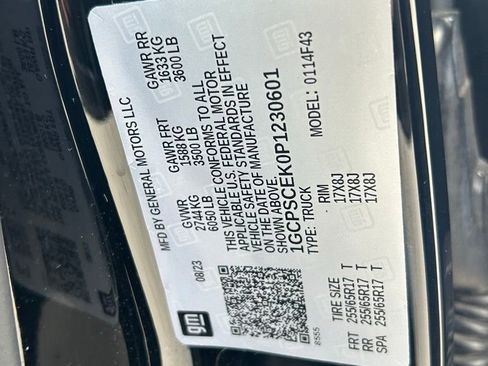 MFD BY GENERAL MOTORS LLC
08/23
GVWR
2744 KG
6050 LB
GAWR FRT
1588 KG
3500 LB
GAWR RR
1633 KG
3600 LB
THIS VEHICLE CONFORMS TO ALL
APPLICABLE U.S. FEDERAL MOTOR
VEHICLE SAFETY STANDARDS IN EFFECT
ON THE DATE OF MANUFACTURE
SHOWN ABOVE.
1GCPSCEK0P1230601
TYPE: TRUCK
0114F43
TIRE SIZE
RIM
FRT 255/65R17 T 17X8J
RR 255/65R17 T 17X8J
SPA 255/65R17 T 17X8J
gm
8555